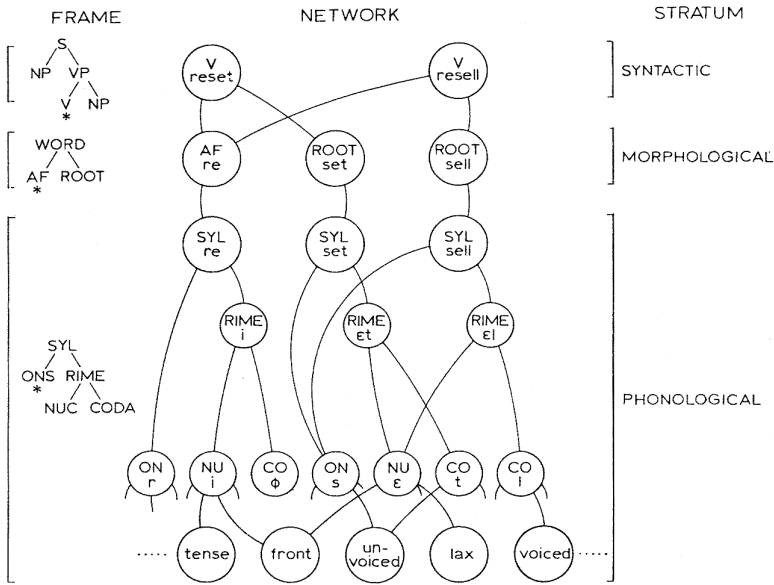 FRAME NETWORK STRATUM
S
NP VP
V NP
*
V
reset
V
resell
SYNTACTIC
WORD
AF ROOT
*
AF
re
ROOT
set
ROOT
sell
MORPHOLOGICAL
SYL
re
SYL
set
SYL
sell
RIME
i
RIME
εt
RIME
εl
SYL
ONS RIME
*
NUC CODA
PHONOLOGICAL
ON
r
NU
i
CO
ϕ
ON
s
NU
ε
CO
t
CO
l
..... tense
front
un-
voiced
lax
voiced .....